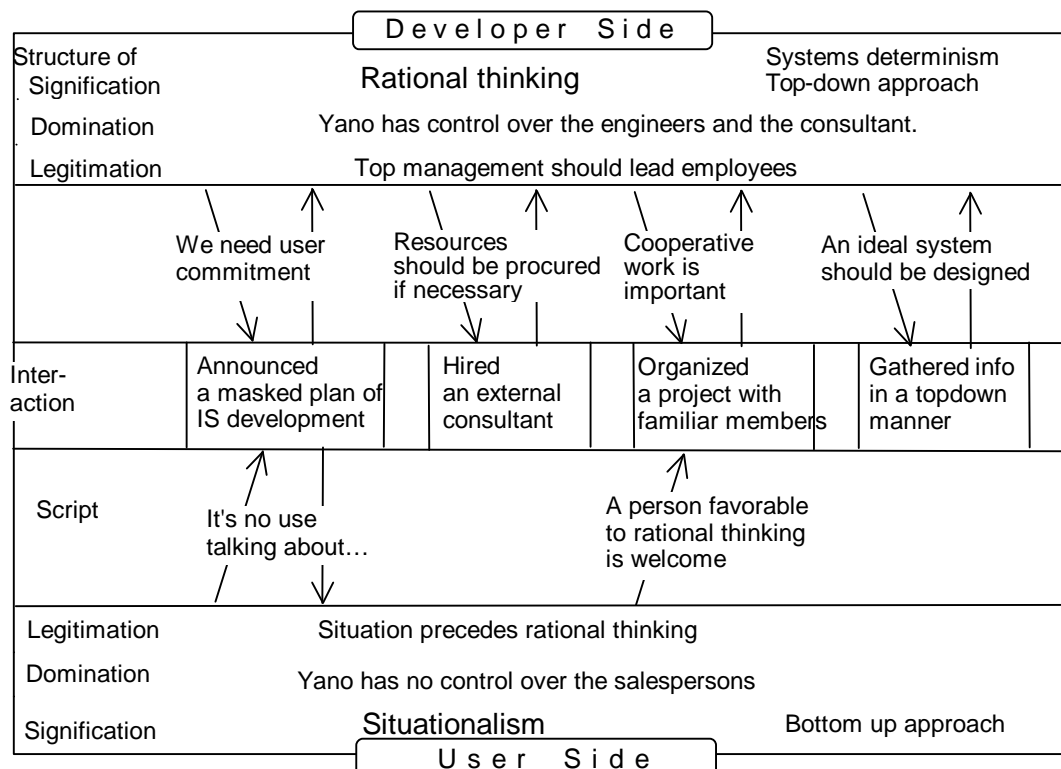 Developer Side
Structure of
Signification
Rational thinking
Systems determinism
Top-down approach
Domination
Yano has control over the engineers and the consultant.
Legitimation
Top management should lead employees
We need user
commitment
Resources
should be procured
if necessary
Cooperative
work is
important
An ideal system
should be designed
Inter-
action
Announced
a masked plan of
IS development
Hired
an external
consultant
Organized
a project with
familiar members
Gathered info
in a topdown
manner
Script
It's no use
talking about…
A person favorable
to rational thinking
is welcome
Legitimation
Situation precedes rational thinking
Domination
Yano has no control over the salespersons
Signification
Situationalism
Bottom up approach
User Side